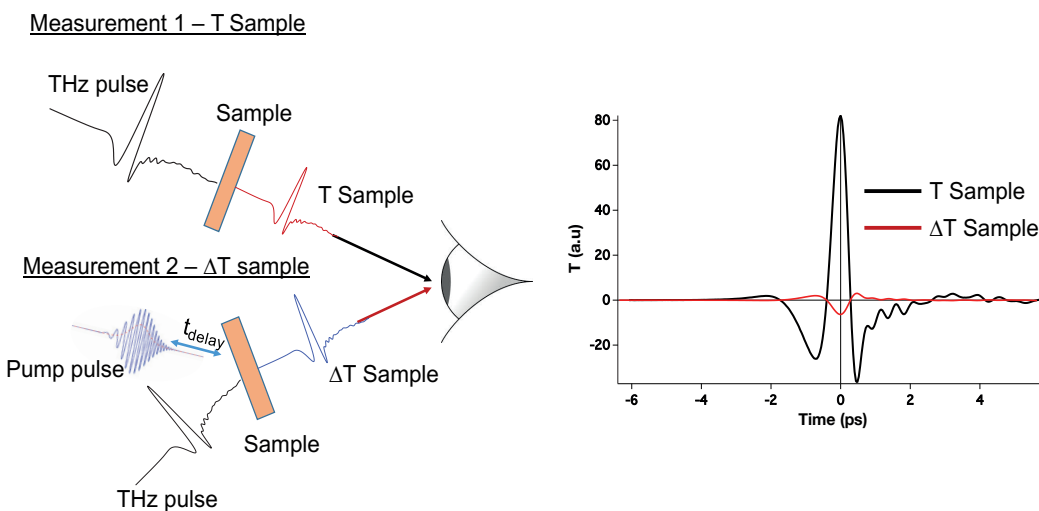 Measurement 1 – T Sample
THz pulse
Sample
T Sample
Measurement 2 – ΔT sample
t_delay
Pump pulse
ΔT Sample
Sample
THz pulse
80
60
40
20
0
-20
T (a.u)
-6
-4
-2
0
2
4
Time (ps)
T Sample
ΔT Sample